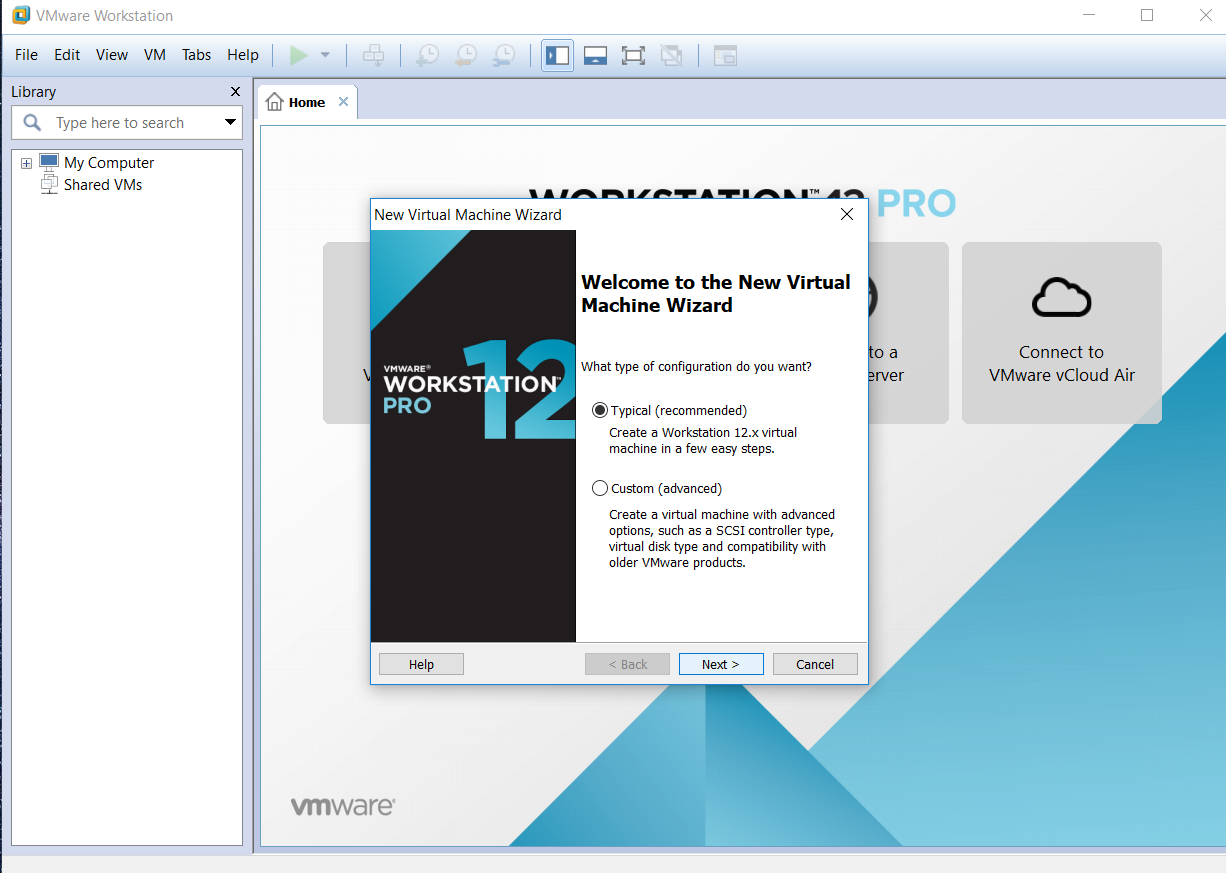 VMware Workstation
File Edit View VM Tabs Help
Library
Type here to search
My Computer
Shared VMs
Home
WORKSTATION™ 12 PRO
to a
erver
Connect to
VMware vCloud Air
New Virtual Machine Wizard
VMWARE®
WORKSTATION™
PRO
12
Welcome to the New Virtual
Machine Wizard
What type of configuration do you want?
Typical (recommended)
Create a Workstation 12.x virtual
machine in a few easy steps.
Custom (advanced)
Create a virtual machine with advanced
options, such as a SCSI controller type,
virtual disk type and compatibility with
older VMware products.
Help
< Back
Next >
Cancel
vmware®